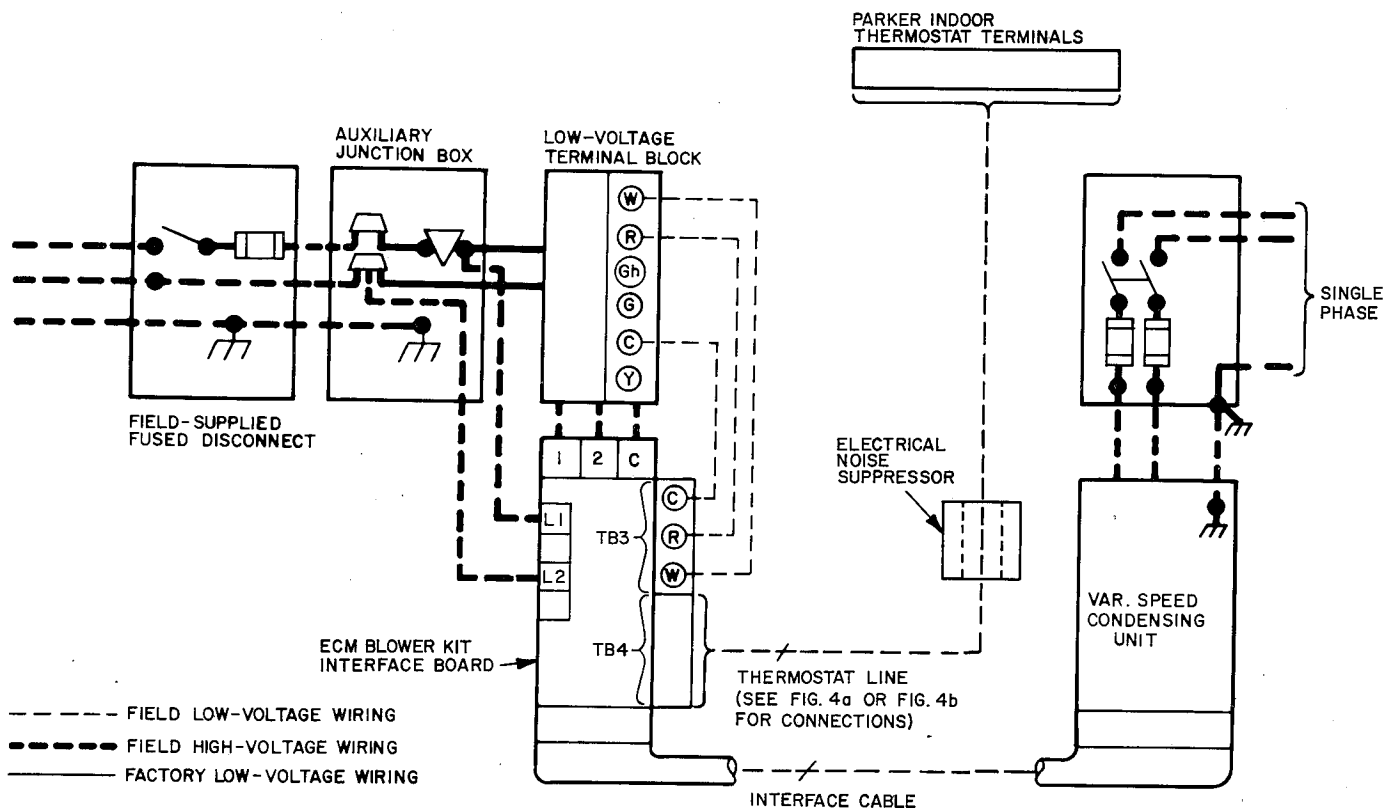 PARKER INDOOR
THERMOSTAT TERMINALS
AUXILIARY
JUNCTION BOX
LOW-VOLTAGE
TERMINAL BLOCK
W
R
Gh
G
C
Y
SINGLE
PHASE
FIELD-SUPPLIED
FUSED DISCONNECT
1 2 C
ELECTRICAL
NOISE
SUPPRESSOR
L1
L2
TB3
C
R
W
VAR. SPEED
CONDENSING
UNIT
ECM BLOWER KIT
INTERFACE BOARD
TB4
THERMOSTAT LINE
(SEE FIG. 4a OR FIG. 4b
FOR CONNECTIONS)
FIELD LOW-VOLTAGE WIRING
FIELD HIGH-VOLTAGE WIRING
FACTORY LOW-VOLTAGE WIRING
INTERFACE CABLE